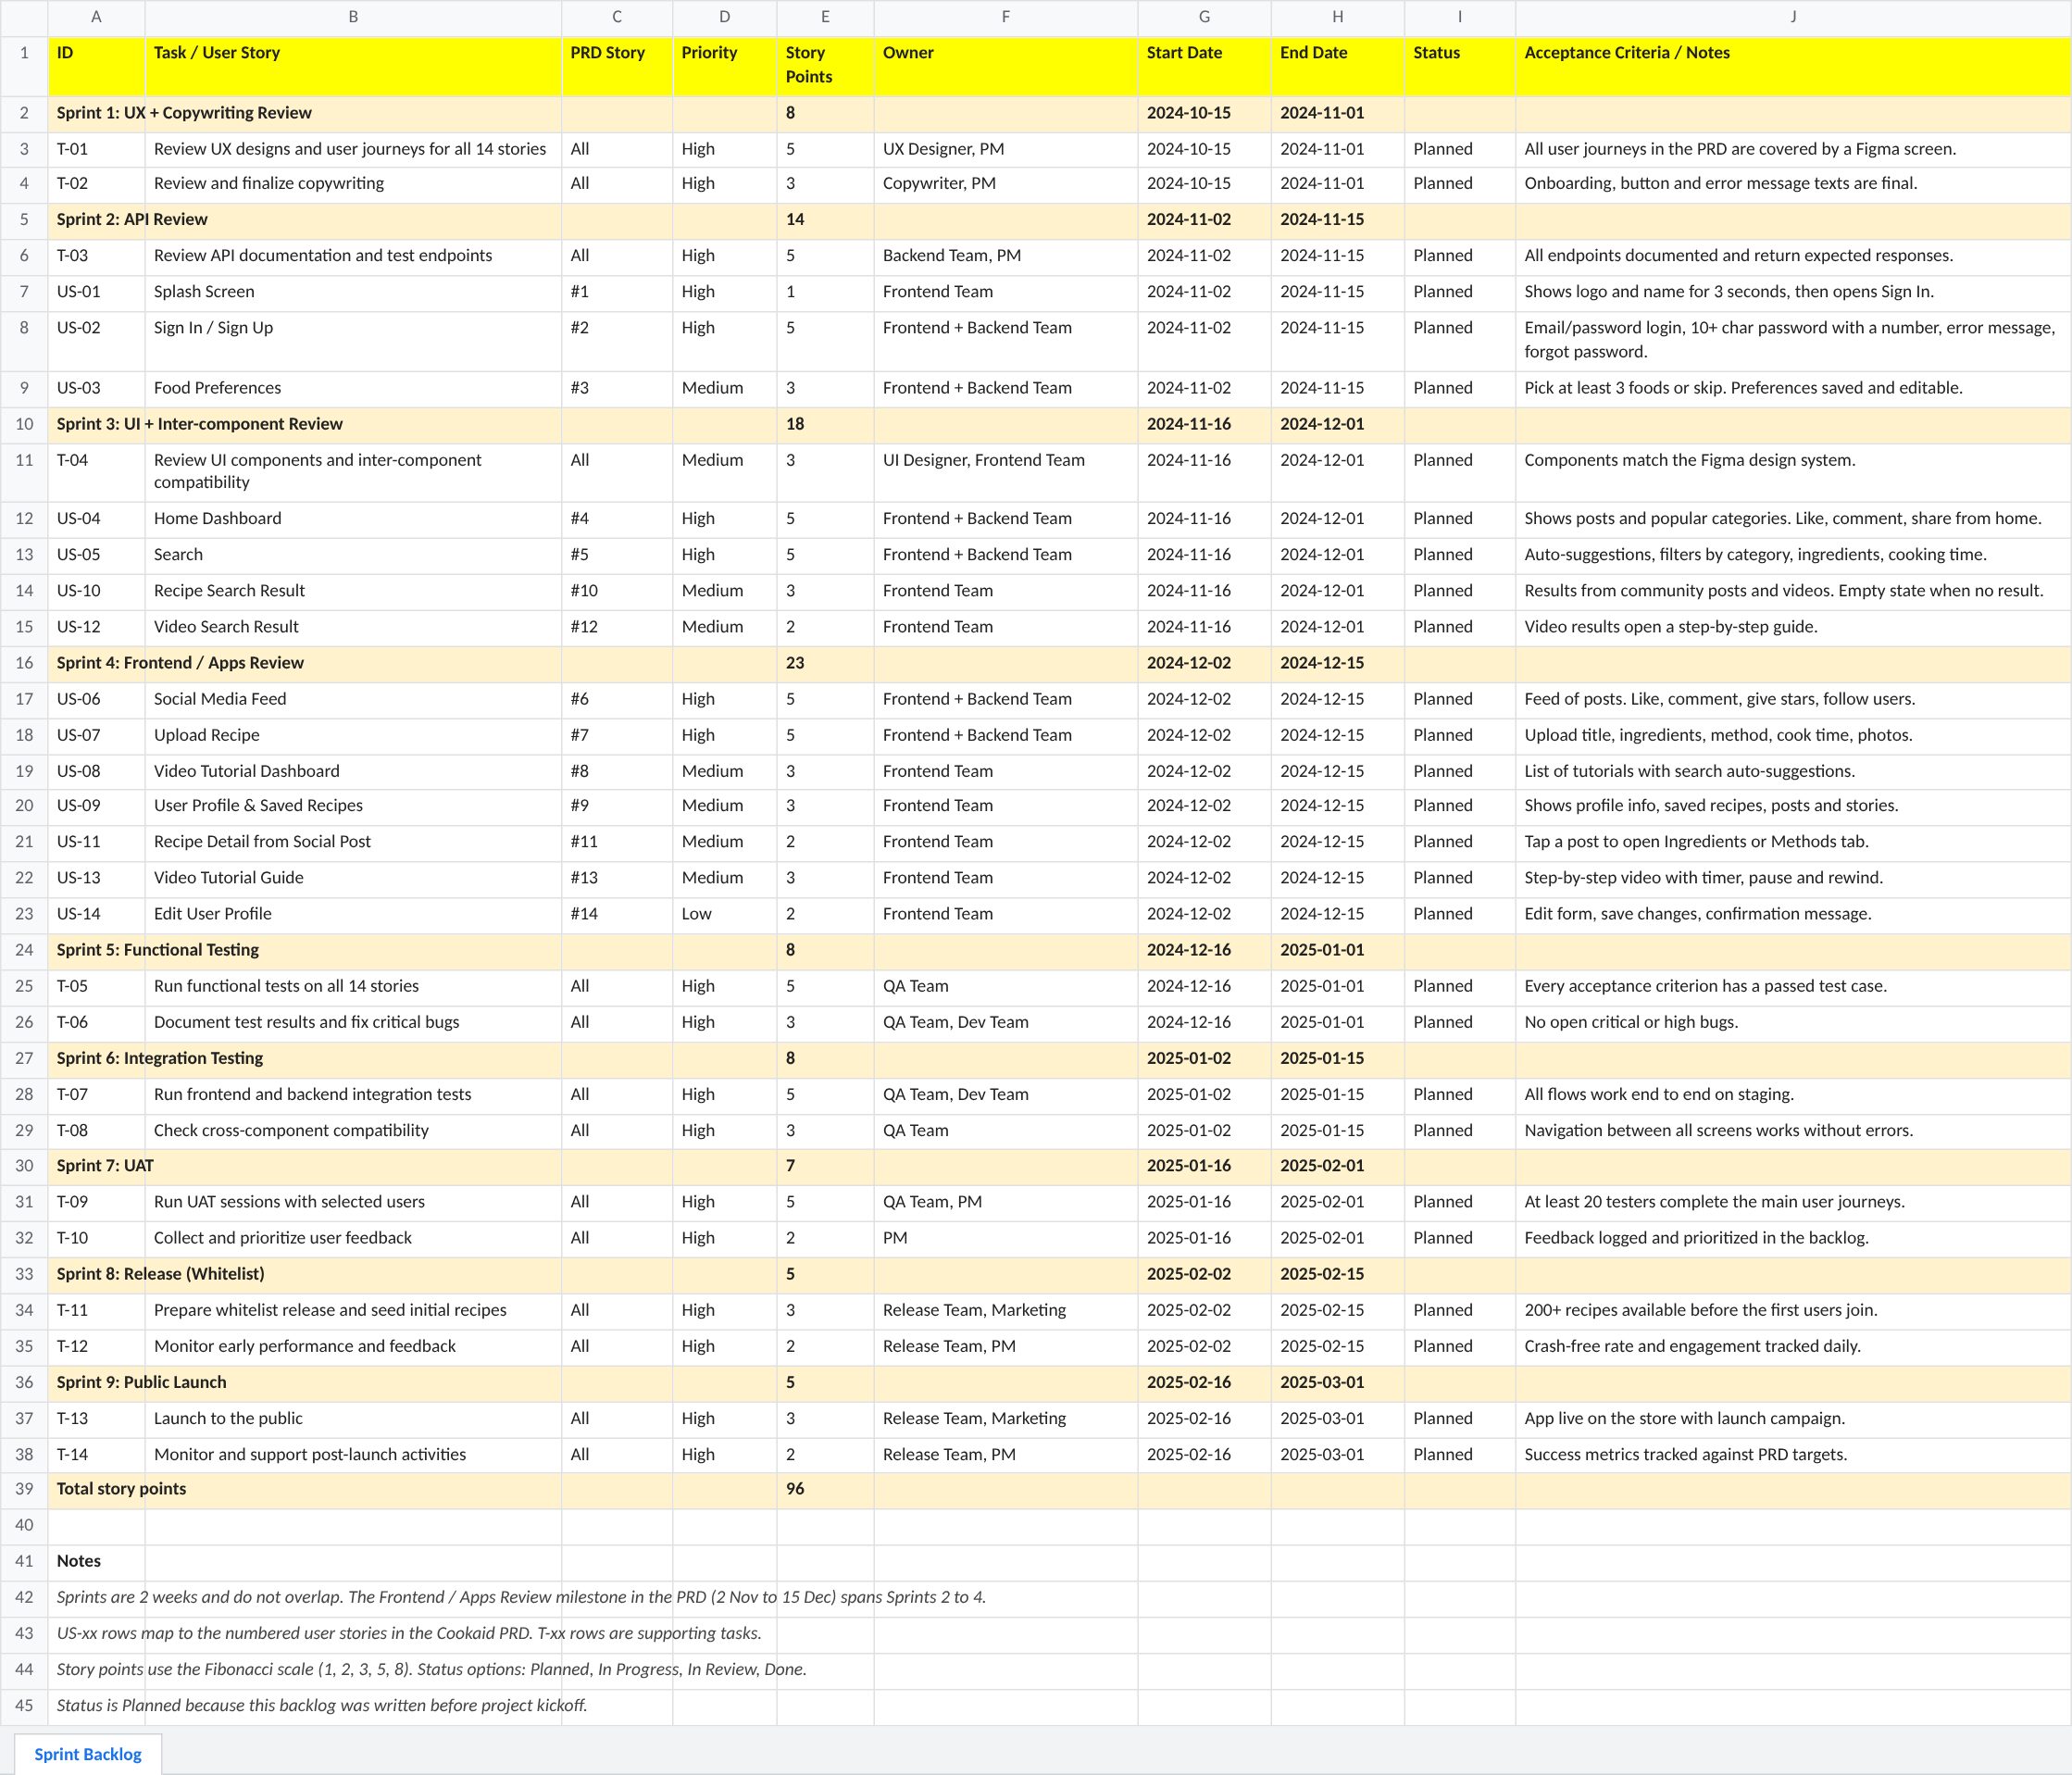 A B C D E F G H I J
1 ID Task / User Story PRD Story Priority Story Points Owner Start Date End Date Status Acceptance Criteria / Notes
2 Sprint 1: UX + Copywriting Review 8 2024-10-15 2024-11-01
3 T-01 Review UX designs and user journeys for all 14 stories All High 5 UX Designer, PM 2024-10-15 2024-11-01 Planned All user journeys in the PRD are covered by a Figma screen.
4 T-02 Review and finalize copywriting All High 3 Copywriter, PM 2024-10-15 2024-11-01 Planned Onboarding, button and error message texts are final.
5 Sprint 2: API Review 14 2024-11-02 2024-11-15
6 T-03 Review API documentation and test endpoints All High 5 Backend Team, PM 2024-11-02 2024-11-15 Planned All endpoints documented and return expected responses.
7 US-01 Splash Screen #1 High 1 Frontend Team 2024-11-02 2024-11-15 Planned Shows logo and name for 3 seconds, then opens Sign In.
8 US-02 Sign In / Sign Up #2 High 5 Frontend + Backend Team 2024-11-02 2024-11-15 Planned Email/password login, 10+ char password with a number, error message,
forgot password.
9 US-03 Food Preferences #3 Medium 3 Frontend + Backend Team 2024-11-02 2024-11-15 Planned Pick at least 3 foods or skip. Preferences saved and editable.
10 Sprint 3: UI + Inter-component Review 18 2024-11-16 2024-12-01
11 T-04 Review UI components and inter-component compatibility All Medium 3 UI Designer, Frontend Team 2024-11-16 2024-12-01 Planned Components match the Figma design system.
12 US-04 Home Dashboard #4 High 5 Frontend + Backend Team 2024-11-16 2024-12-01 Planned Shows posts and popular categories. Like, comment, share from home.
13 US-05 Search #5 High 5 Frontend + Backend Team 2024-11-16 2024-12-01 Planned Auto-suggestions, filters by category, ingredients, cooking time.
14 US-10 Recipe Search Result #10 Medium 3 Frontend Team 2024-11-16 2024-12-01 Planned Results from community posts and videos. Empty state when no result.
15 US-12 Video Search Result #12 Medium 2 Frontend Team 2024-11-16 2024-12-01 Planned Video results open a step-by-step guide.
16 Sprint 4: Frontend / Apps Review 23 2024-12-02 2024-12-15
17 US-06 Social Media Feed #6 High 5 Frontend + Backend Team 2024-12-02 2024-12-15 Planned Feed of posts. Like, comment, give stars, follow users.
18 US-07 Upload Recipe #7 High 5 Frontend + Backend Team 2024-12-02 2024-12-15 Planned Upload title, ingredients, method, cook time, photos.
19 US-08 Video Tutorial Dashboard #8 Medium 3 Frontend Team 2024-12-02 2024-12-15 Planned List of tutorials with search auto-suggestions.
20 US-09 User Profile & Saved Recipes #9 Medium 3 Frontend Team 2024-12-02 2024-12-15 Planned Shows profile info, saved recipes, posts and stories.
21 US-11 Recipe Detail from Social Post #11 Medium 2 Frontend Team 2024-12-02 2024-12-15 Planned Tap a post to open Ingredients or Methods tab.
22 US-13 Video Tutorial Guide #13 Medium 3 Frontend Team 2024-12-02 2024-12-15 Planned Step-by-step video with timer, pause and rewind.
23 US-14 Edit User Profile #14 Low 2 Frontend Team 2024-12-02 2024-12-15 Planned Edit form, save changes, confirmation message.
24 Sprint 5: Functional Testing 8 2024-12-16 2025-01-01
25 T-05 Run functional tests on all 14 stories All High 5 QA Team 2024-12-16 2025-01-01 Planned Every acceptance criterion has a passed test case.
26 T-06 Document test results and fix critical bugs All High 3 QA Team, Dev Team 2024-12-16 2025-01-01 Planned No open critical or high bugs.
27 Sprint 6: Integration Testing 8 2025-01-02 2025-01-15
28 T-07 Run frontend and backend integration tests All High 5 QA Team, Dev Team 2025-01-02 2025-01-15 Planned All flows work end to end on staging.
29 T-08 Check cross-component compatibility All High 3 QA Team 2025-01-02 2025-01-15 Planned Navigation between all screens works without errors.
30 Sprint 7: UAT 7 2025-01-16 2025-02-01
31 T-09 Run UAT sessions with selected users All High 5 QA Team, PM 2025-01-16 2025-02-01 Planned At least 20 testers complete the main user journeys.
32 T-10 Collect and prioritize user feedback All High 2 PM 2025-01-16 2025-02-01 Planned Feedback logged and prioritized in the backlog.
33 Sprint 8: Release (Whitelist) 5 2025-02-02 2025-02-15
34 T-11 Prepare whitelist release and seed initial recipes All High 3 Release Team, Marketing 2025-02-02 2025-02-15 Planned 200+ recipes available before the first users join.
35 T-12 Monitor early performance and feedback All High 2 Release Team, PM 2025-02-02 2025-02-15 Planned Crash-free rate and engagement tracked daily.
36 Sprint 9: Public Launch 5 2025-02-16 2025-03-01
37 T-13 Launch to the public All High 3 Release Team, Marketing 2025-02-16 2025-03-01 Planned App live on the store with launch campaign.
38 T-14 Monitor and support post-launch activities All High 2 Release Team, PM 2025-02-16 2025-03-01 Planned Success metrics tracked against PRD targets.
39 Total story points 96
40
41 Notes
42 Sprints are 2 weeks and do not overlap. The Frontend / Apps Review milestone in the PRD (2 Nov to 15 Dec) spans Sprints 2 to 4.
43 US-xx rows map to the numbered user stories in the Cookaid PRD. T-xx rows are supporting tasks.
44 Story points use the Fibonacci scale (1, 2, 3, 5, 8). Status options: Planned, In Progress, In Review, Done.
45 Status is Planned because this backlog was written before project kickoff.
Sprint Backlog